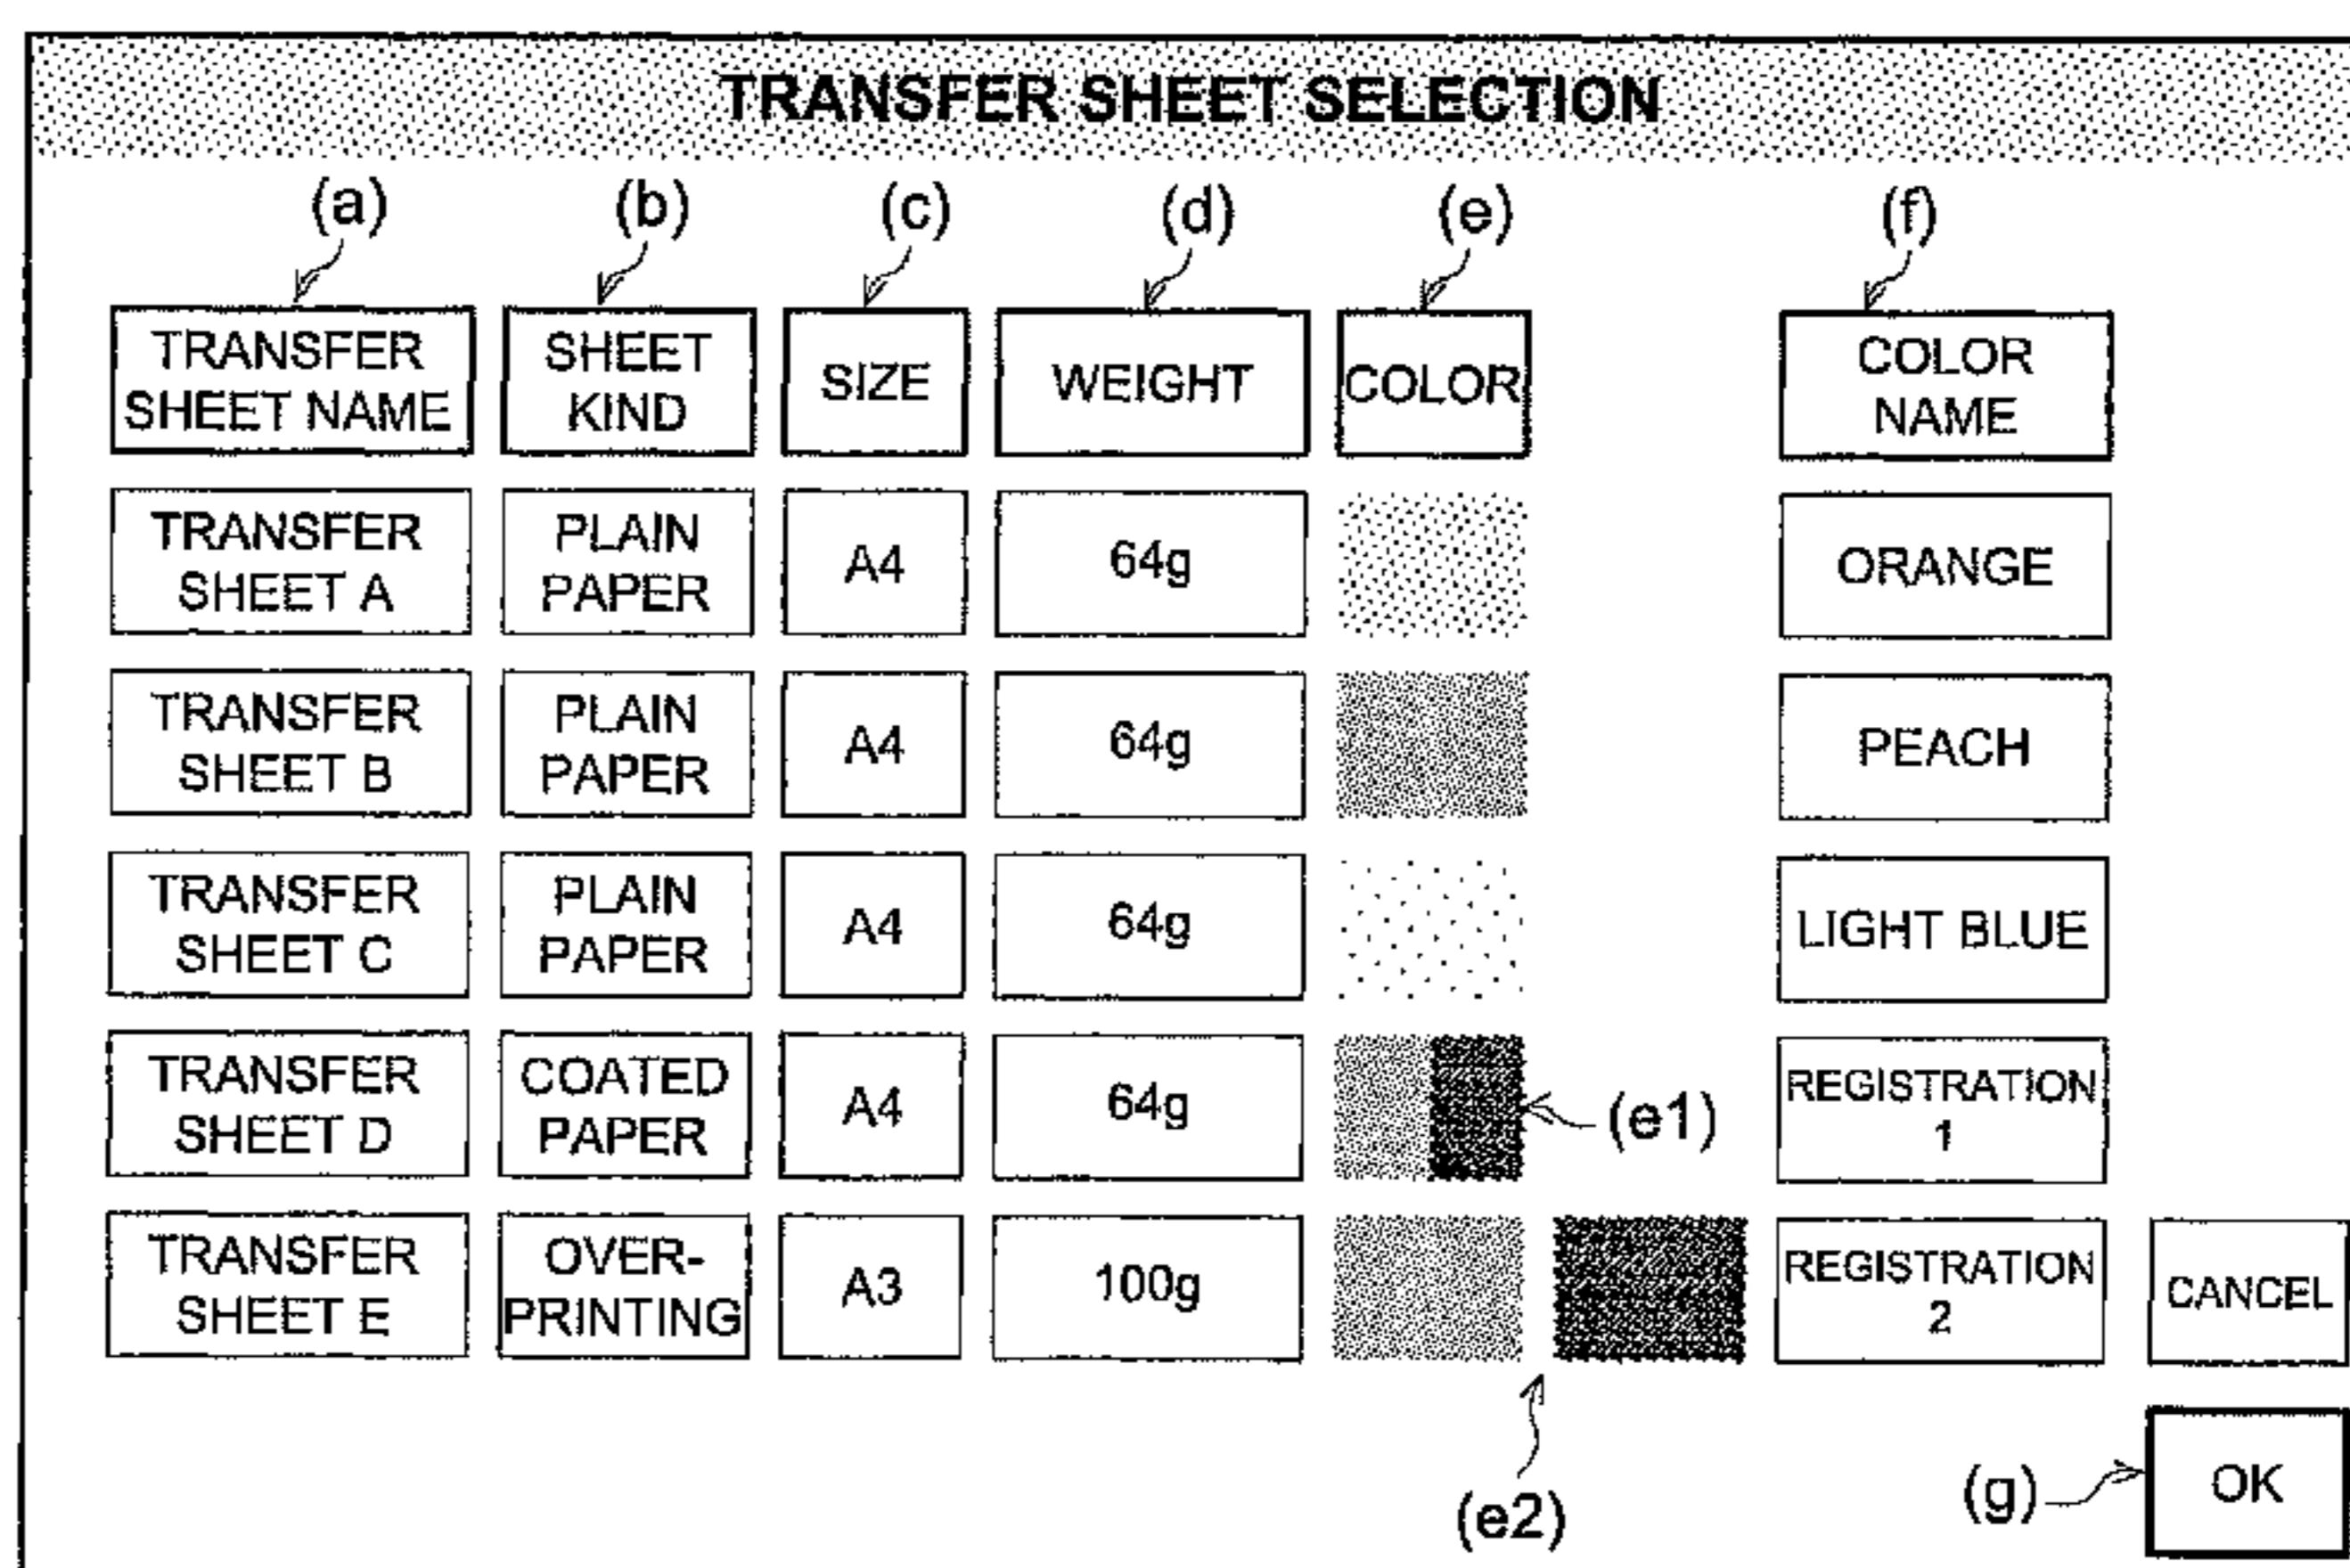 TRANSFER SHEET SELECTION
(a) (b) (c) (d) (e) (f)
TRANSFER SHEET NAME SHEET KIND SIZE WEIGHT COLOR COLOR NAME
TRANSFER SHEET A PLAIN PAPER A4 64g ORANGE
TRANSFER SHEET B PLAIN PAPER A4 64g PEACH
TRANSFER SHEET C PLAIN PAPER A4 64g LIGHT BLUE
TRANSFER SHEET D COATED PAPER A4 64g (e1) REGISTRATION 1
TRANSFER SHEET E OVER-PRINTING A3 100g REGISTRATION 2 CANCEL
(e2) (g) OK